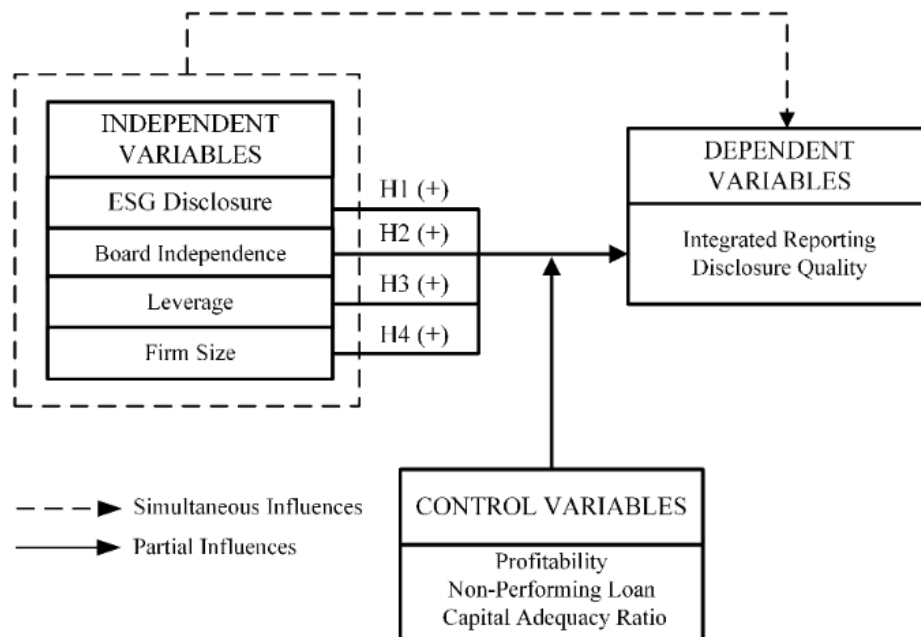 INDEPENDENT
VARIABLES
ESG Disclosure
Board Independence
Leverage
Firm Size
H1 (+)
H2 (+)
H3 (+)
H4 (+)
DEPENDENT
VARIABLES
Integrated Reporting
Disclosure Quality
Simultaneous Influences
Partial Influences
CONTROL VARIABLES
Profitability
Non-Performing Loan
Capital Adequacy Ratio